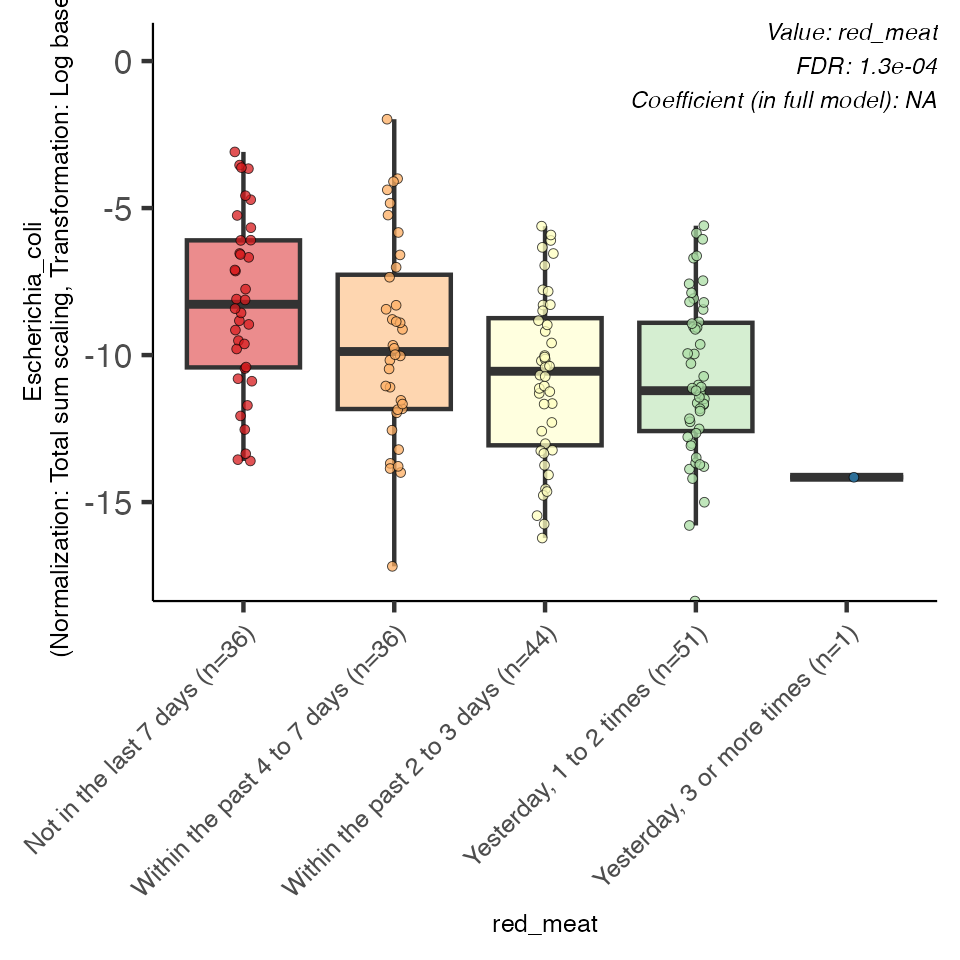 Value: red_meat
FDR: 1.3e-04
Coefficient (in full model): NA
Escherichia_coli
(Normalization: Total sum scaling, Transformation: Log base
0
-5
-10
-15
Not in the last 7 days (n=36)
Within the past 4 to 7 days (n=36)
Within the past 2 to 3 days (n=44)
Yesterday, 1 to 2 times (n=51)
Yesterday, 3 or more times (n=1)
red_meat